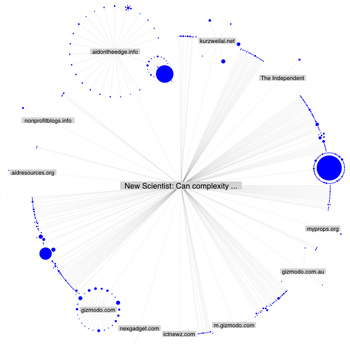 kurzweilai.net
aidontheedge.info
The Independent
nonprofitblogs.info
aidresources.org
New Scientist: Can complexity ...
myprops.org
gizmodo.com.au
gizmodo.com
m.gizmodo.com
nexgadget.com
ictnewz.com